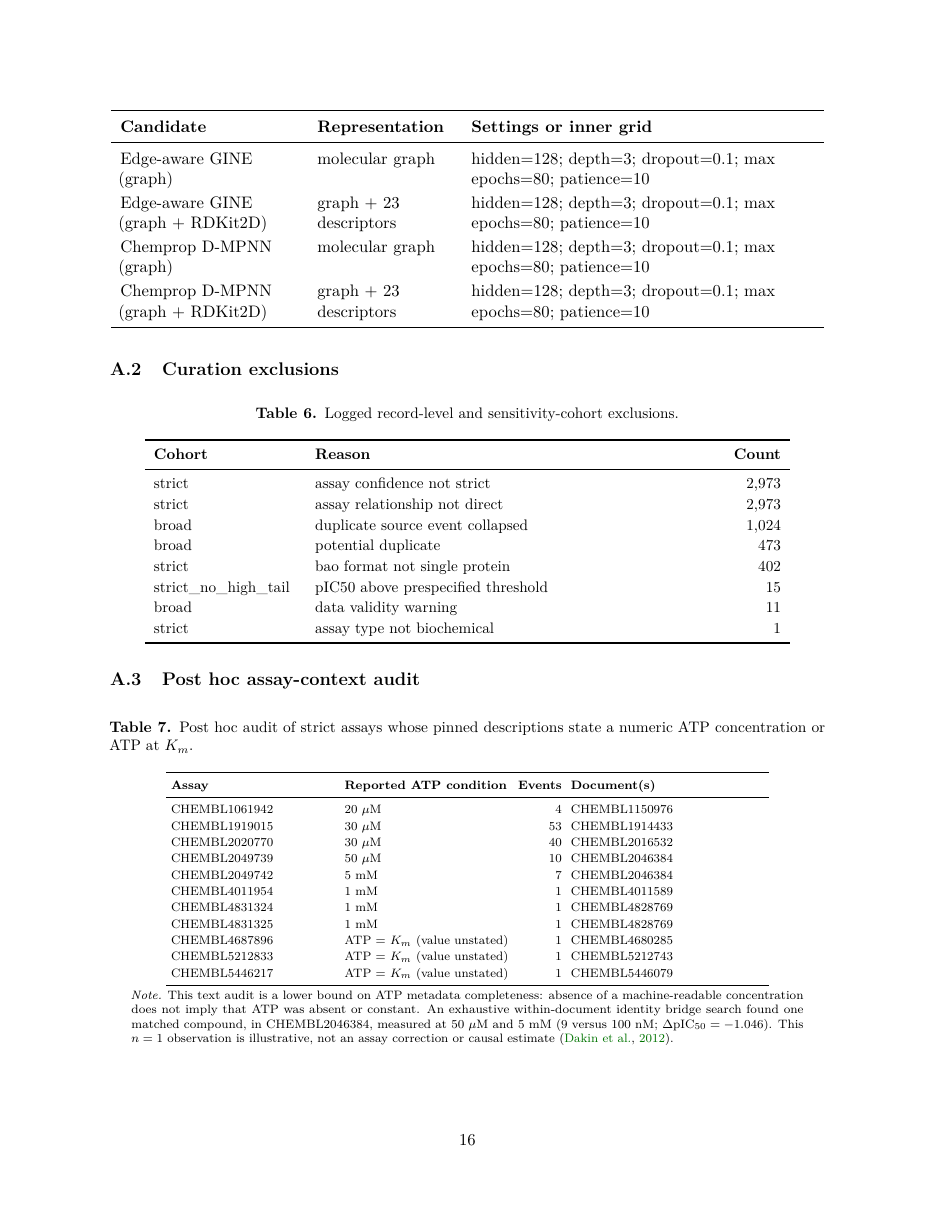 Candidate Representation Settings or inner grid
Edge-aware GINE molecular graph hidden=128; depth=3; dropout=0.1; max
(graph) epochs=80; patience=10
Edge-aware GINE graph + 23 hidden=128; depth=3; dropout=0.1; max
(graph + RDKit2D) descriptors epochs=80; patience=10
Chemprop D-MPNN molecular graph hidden=128; depth=3; dropout=0.1; max
(graph) epochs=80; patience=10
Chemprop D-MPNN graph + 23 hidden=128; depth=3; dropout=0.1; max
(graph + RDKit2D) descriptors epochs=80; patience=10
A.2 Curation exclusions
Table 6. Logged record-level and sensitivity-cohort exclusions.
Cohort Reason Count
strict assay confidence not strict 2,973
strict assay relationship not direct 2,973
broad duplicate source event collapsed 1,024
broad potential duplicate 473
strict bao format not single protein 402
strict_no_high_tail pIC50 above prespecified threshold 15
broad data validity warning 11
strict assay type not biochemical 1
A.3 Post hoc assay-context audit
Table 7. Post hoc audit of strict assays whose pinned descriptions state a numeric ATP concentration or
ATP at Km.
Assay Reported ATP condition Events Document(s)
CHEMBL1061942 20 μM 4 CHEMBL1150976
CHEMBL1919015 30 μM 53 CHEMBL1914433
CHEMBL2020770 30 μM 40 CHEMBL2016532
CHEMBL2049739 50 μM 10 CHEMBL2046384
CHEMBL2049742 5 mM 7 CHEMBL2046384
CHEMBL4011954 1 mM 1 CHEMBL4011589
CHEMBL4831324 1 mM 1 CHEMBL4828769
CHEMBL4831325 1 mM 1 CHEMBL4828769
CHEMBL4687896 ATP = Km (value unstated) 1 CHEMBL4680285
CHEMBL5212833 ATP = Km (value unstated) 1 CHEMBL5212743
CHEMBL5446217 ATP = Km (value unstated) 1 CHEMBL5446079
Note. This text audit is a lower bound on ATP metadata completeness: absence of a machine-readable concentration
does not imply that ATP was absent or constant. An exhaustive within-document identity bridge search found one
matched compound, in CHEMBL2046384, measured at 50 μM and 5 mM (9 versus 100 nM; ΔpIC50 = −1.046). This
n = 1 observation is illustrative, not an assay correction or causal estimate (Dakin et al., 2012).
16